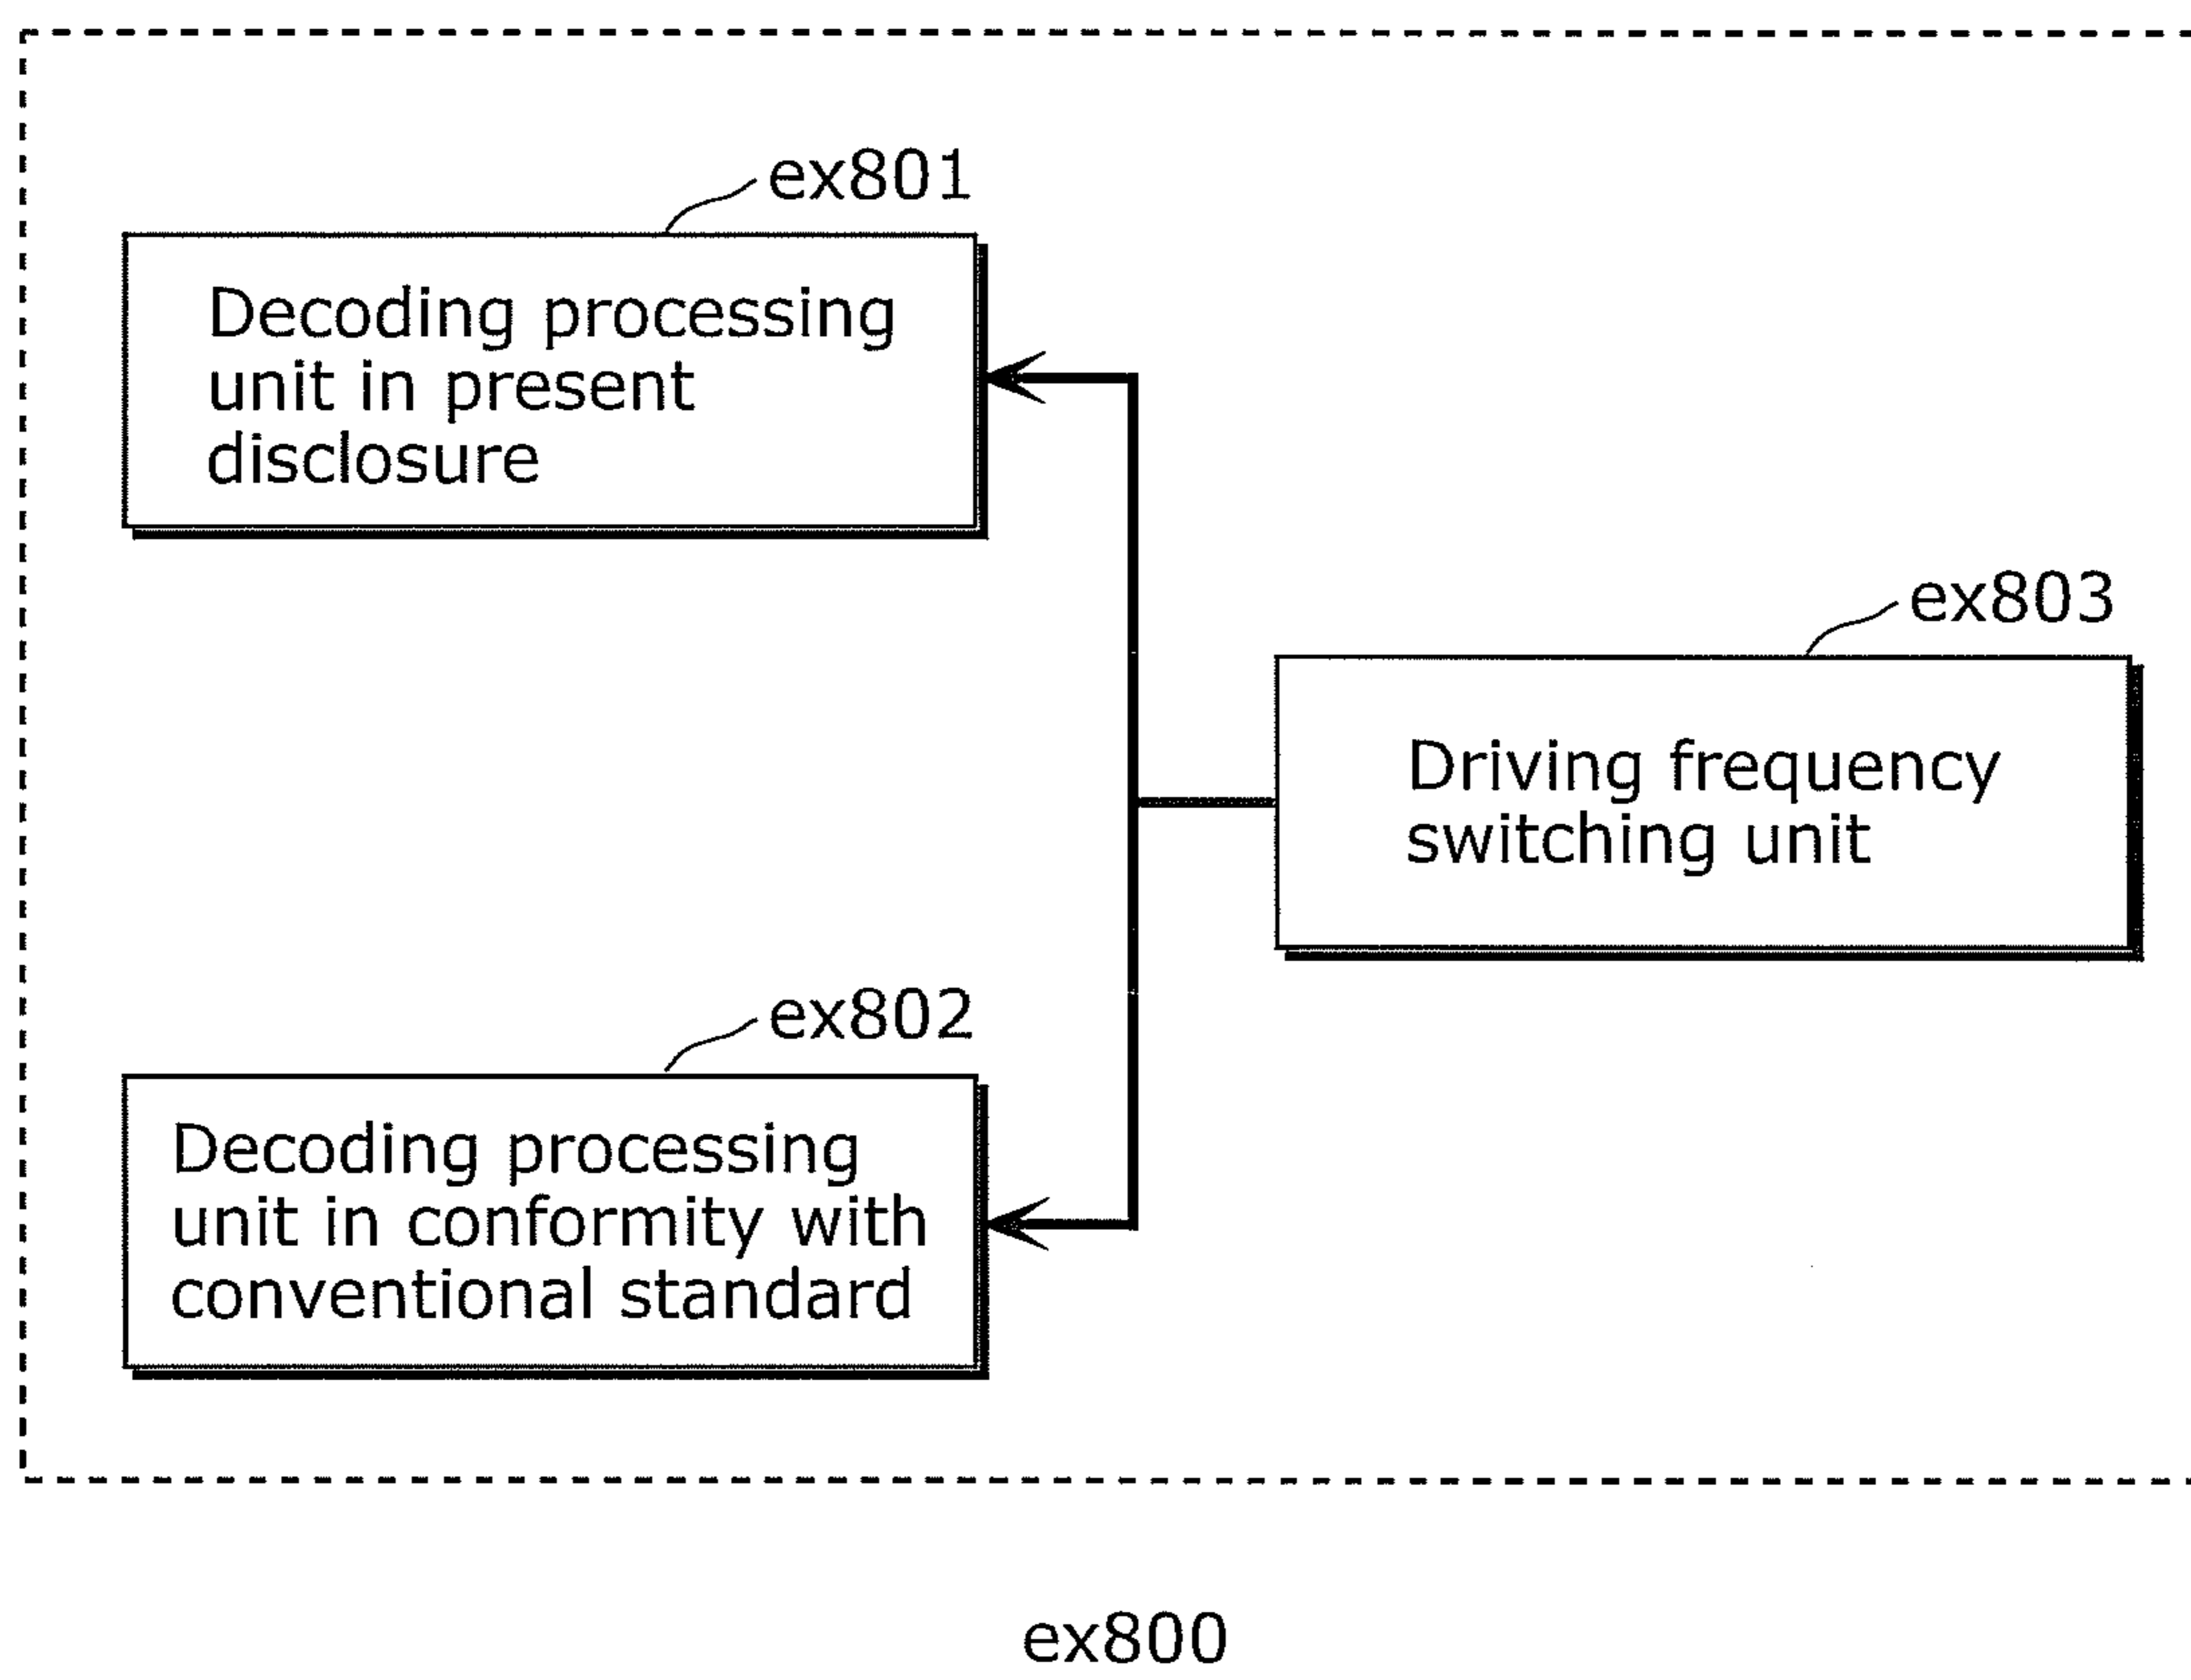 ex801
Decoding processing
unit in present
disclosure
ex803
Driving frequency
switching unit
ex802
Decoding processing
unit in conformity with
conventional standard
ex800